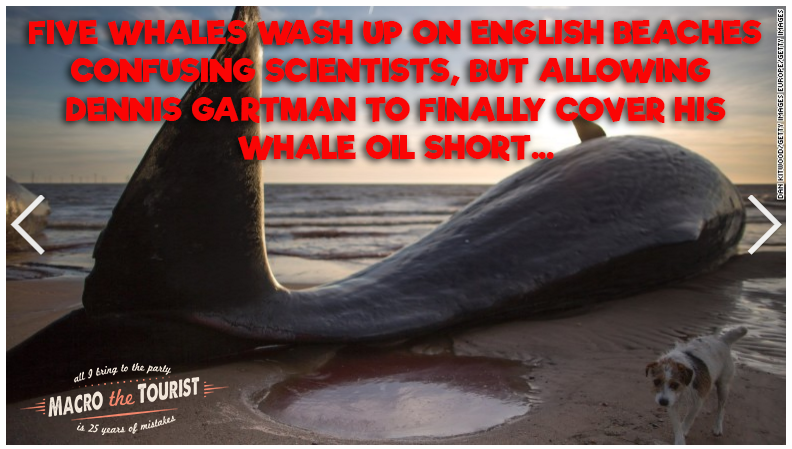 FIVE WHALES WASH UP ON ENGLISH BEACHES
CONFUSING SCIENTISTS, BUT ALLOWING
DENNIS GARTMAN TO FINALLY COVER HIS
WHALE OIL SHORT...
DAN KITWOOD/GETTY IMAGES EUROPE/GETTY IMAGES
all I bring to the party
MACRO the TOURIST
is 25 years of mistakes